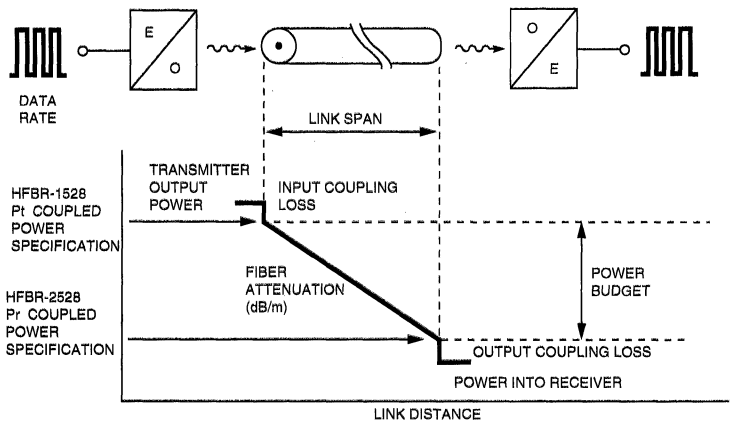 E
O
O
E
DATA
RATE
LINK SPAN
TRANSMITTER
OUTPUT
POWER
INPUT COUPLING
LOSS
HFBR-1528
Pt COUPLED
POWER
SPECIFICATION
FIBER
ATTENUATION
(dB/m)
POWER
BUDGET
HFBR-2528
Pr COUPLED
POWER
SPECIFICATION
OUTPUT COUPLING LOSS
POWER INTO RECEIVER
LINK DISTANCE